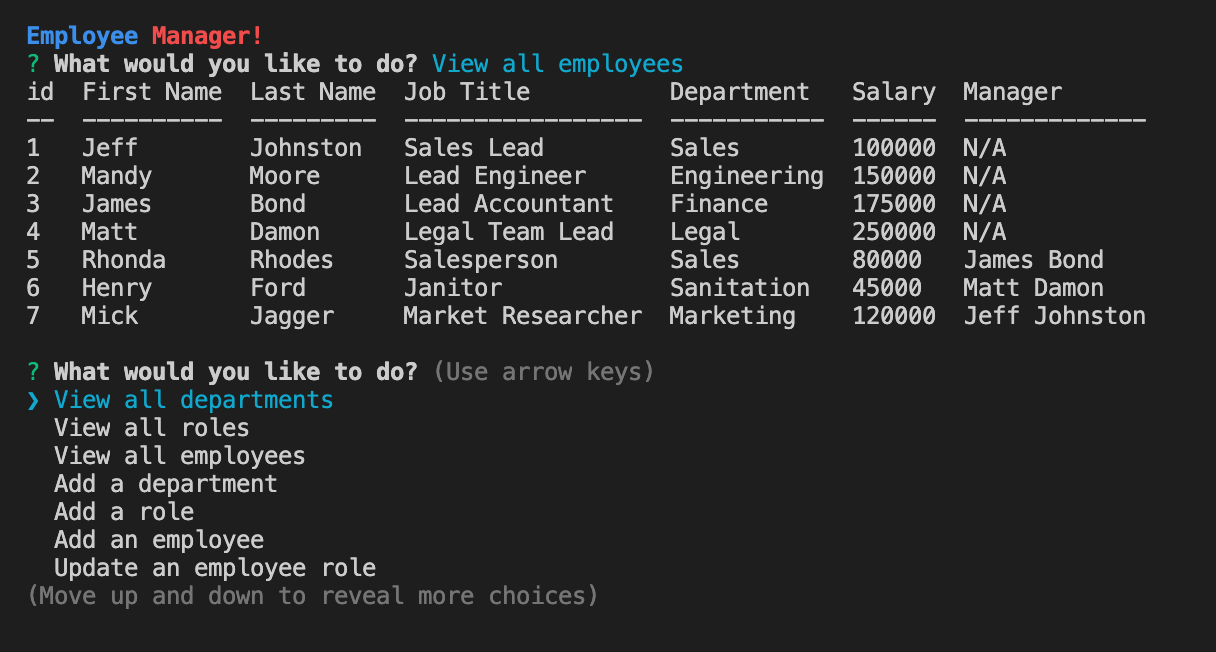 Employee Manager!
? What would you like to do? View all employees
id  First Name  Last Name  Job Title          Department   Salary  Manager
--  ----------  ---------  -----------------  -----------  ------  -------------
1   Jeff        Johnston   Sales Lead         Sales        100000  N/A
2   Mandy       Moore      Lead Engineer      Engineering  150000  N/A
3   James       Bond       Lead Accountant    Finance      175000  N/A
4   Matt        Damon      Legal Team Lead    Legal        250000  N/A
5   Rhonda      Rhodes     Salesperson        Sales        80000   James Bond
6   Henry       Ford       Janitor            Sanitation   45000   Matt Damon
7   Mick        Jagger     Market Researcher  Marketing    120000  Jeff Johnston
? What would you like to do? (Use arrow keys)
❯ View all departments
  View all roles
  View all employees
  Add a department
  Add a role
  Add an employee
  Update an employee role
(Move up and down to reveal more choices)